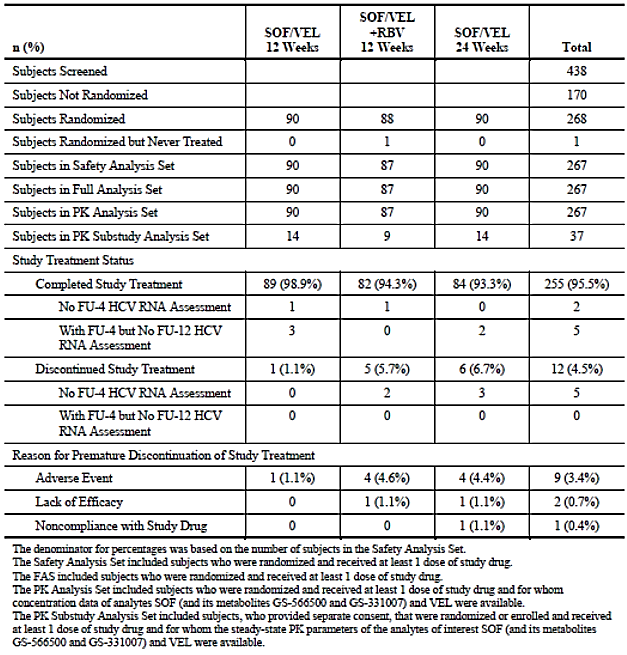 n (%) SOF/VEL 12 Weeks SOF/VEL +RBV 12 Weeks SOF/VEL 24 Weeks Total
Subjects Screened 438
Subjects Not Randomized 170
Subjects Randomized 90 88 90 268
Subjects Randomized but Never Treated 0 1 0 1
Subjects in Safety Analysis Set 90 87 90 267
Subjects in Full Analysis Set 90 87 90 267
Subjects in PK Analysis Set 90 87 90 267
Subjects in PK Substudy Analysis Set 14 9 14 37
Study Treatment Status
Completed Study Treatment 89 (98.9%) 82 (94.3%) 84 (93.3%) 255 (95.5%)
No FU-4 HCV RNA Assessment 1 1 0 2
With FU-4 but No FU-12 HCV RNA Assessment 3 0 2 5
Discontinued Study Treatment 1 (1.1%) 5 (5.7%) 6 (6.7%) 12 (4.5%)
No FU-4 HCV RNA Assessment 0 2 3 5
With FU-4 but No FU-12 HCV RNA Assessment 0 0 0 0
Reason for Premature Discontinuation of Study Treatment
Adverse Event 1 (1.1%) 4 (4.6%) 4 (4.4%) 9 (3.4%)
Lack of Efficacy 0 1 (1.1%) 1 (1.1%) 2 (0.7%)
Noncompliance with Study Drug 0 0 1 (1.1%) 1 (0.4%)
The denominator for percentages was based on the number of subjects in the Safety Analysis Set.
The Safety Analysis Set included subjects who were randomized and received at least 1 dose of study drug.
The FAS included subjects who were randomized and received at least 1 dose of study drug.
The PK Analysis Set included subjects who were randomized and received at least 1 dose of study drug and for whom
concentration data of analytes SOF (and its metabolites GS-566500 and GS-331007) and VEL were available.
The PK Substudy Analysis Set included subjects, who provided separate consent, that were randomized or enrolled and received
at least 1 dose of study drug and for whom the steady-state PK parameters of the analytes of interest SOF (and its metabolites
GS-566500 and GS-331007) and VEL were available.